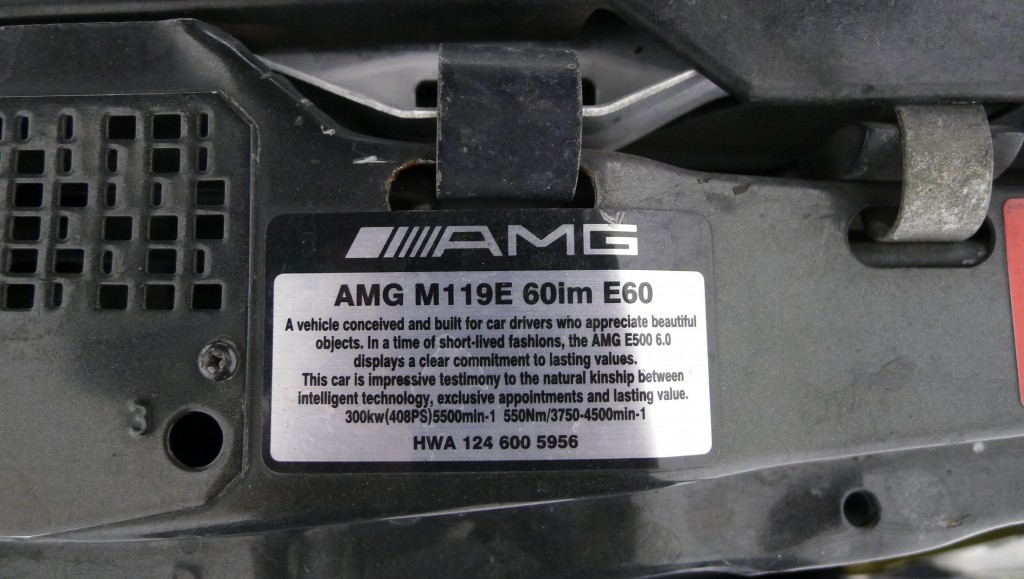 AMG
AMG M119E 60im E60
A vehicle conceived and built for car drivers who appreciate beautiful
objects. In a time of short-lived fashions, the AMG E500 6.0
displays a clear commitment to lasting values.
This car is impressive testimony to the natural kinship between
intelligent technology, exclusive appointments and lasting value.
300kw(408PS)5500min-1 550Nm/3750-4500min-1
HWA 124 600 5956
3